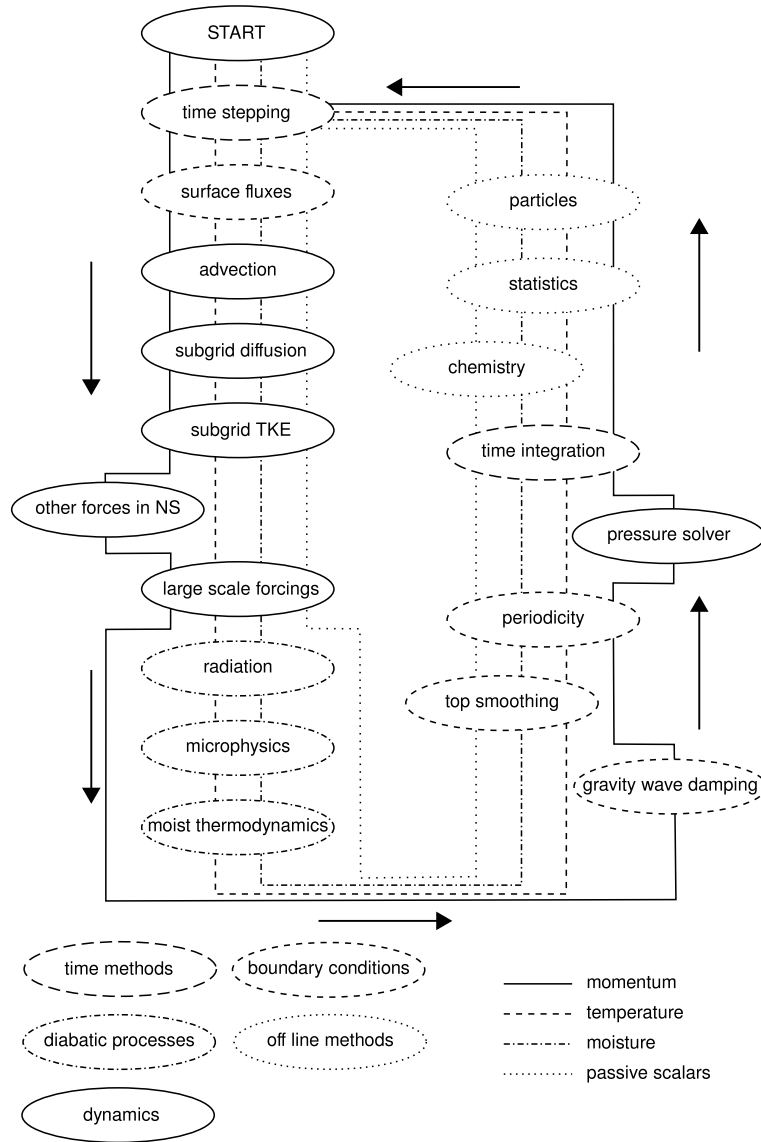 START
time stepping
surface fluxes
advection
subgrid diffusion
subgrid TKE
other forces in NS
large scale forcings
radiation
microphysics
moist thermodynamics
particles
statistics
chemistry
time integration
pressure solver
periodicity
top smoothing
gravity wave damping
time methods
boundary conditions
diabatic processes
off line methods
dynamics
momentum
temperature
moisture
passive scalars